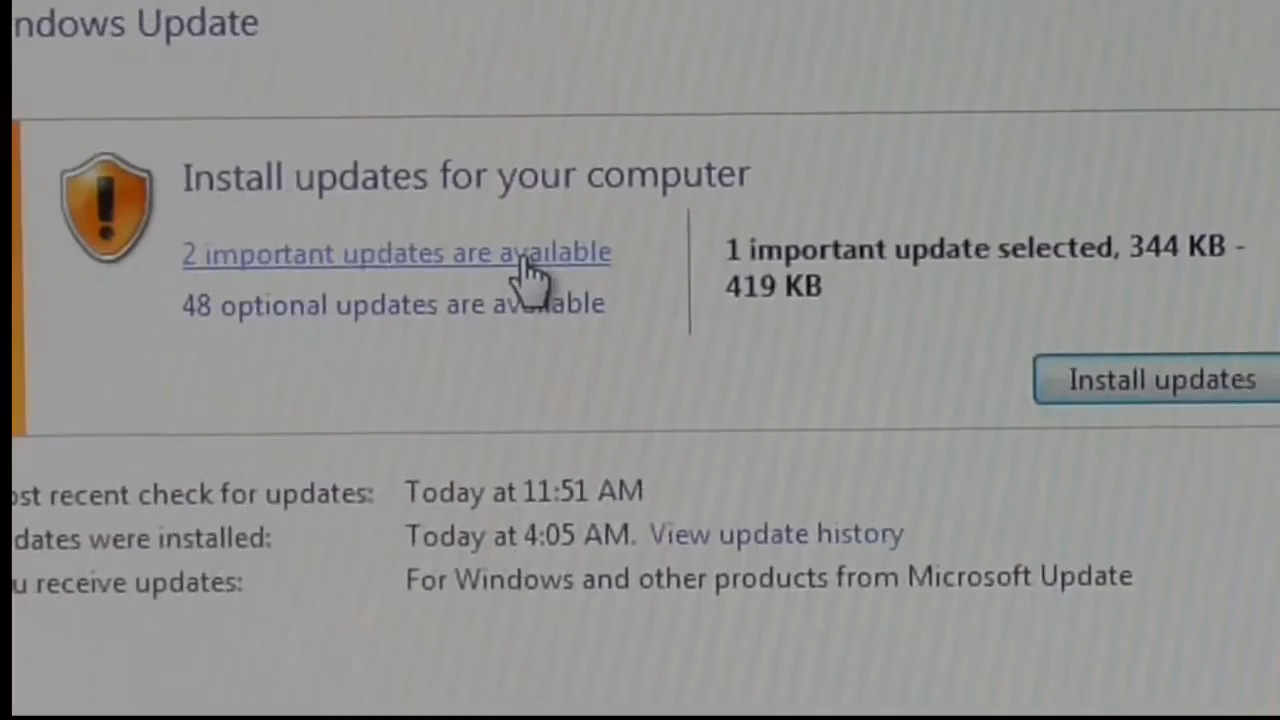 ndows Update
Install updates for your computer
2 important updates are available
48 optional updates are available
1 important update selected, 344 KB -
419 KB
Install updates
ost recent check for updates: Today at 11:51 AM
dates were installed: Today at 4:05 AM. View update history
u receive updates: For Windows and other products from Microsoft Update